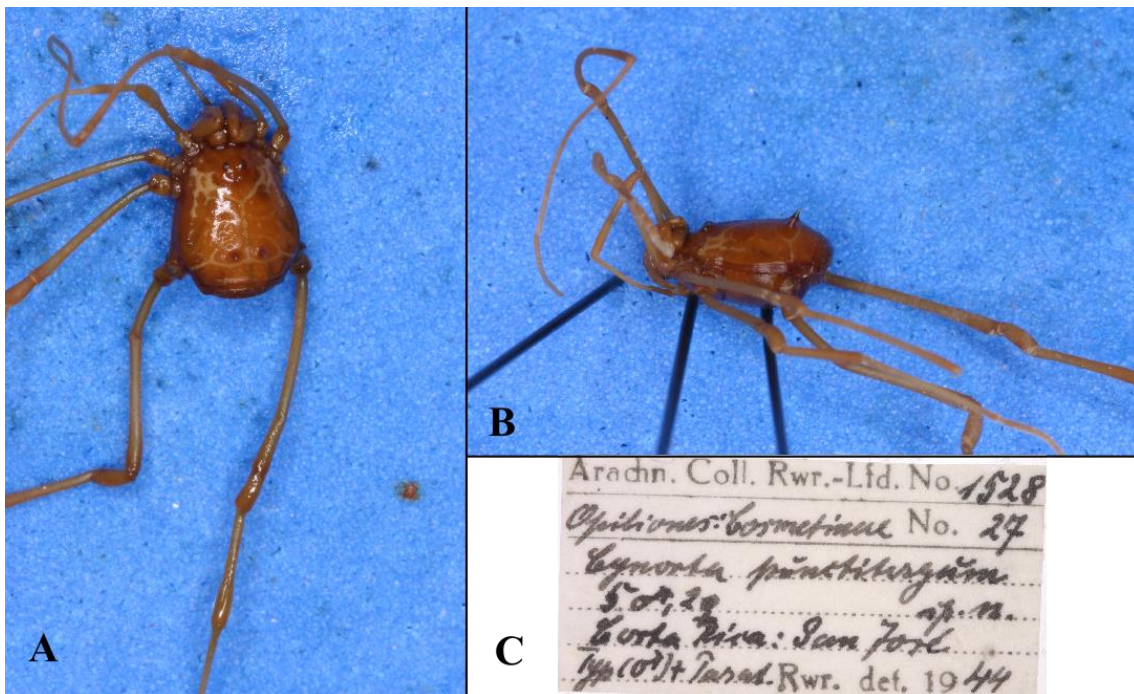 A
B
C
Arachn. Coll. Rwr.-Lfd. No. 1528
Opiliones: Cosmetinae No. 27
Cynorta punctitergum
5 ♂, 2 ♀ sp. n.
Costa Rica: San José
Typ (♂) + Parat. Rwr. det. 1944